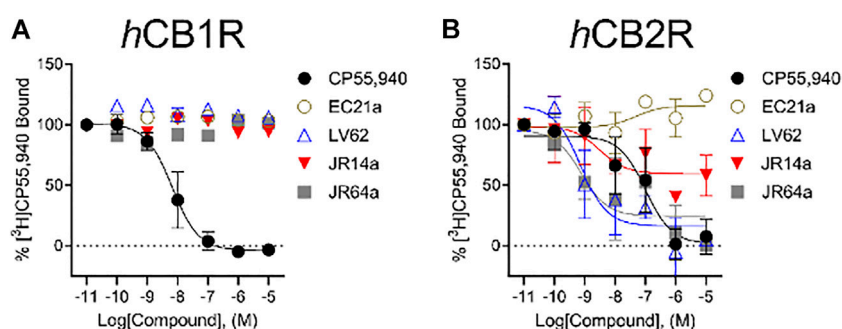 A
hCB1R
150
100
50
0
% [³H]CP55,940 Bound
-11 -10 -9 -8 -7 -6 -5
Log[Compound], (M)
CP55,940
EC21a
LV62
JR14a
JR64a
B
hCB2R
150
100
50
0
% [³H]CP55,940 Bound
-11 -10 -9 -8 -7 -6 -5
Log[Compound], (M)
CP55,940
EC21a
LV62
JR14a
JR64a